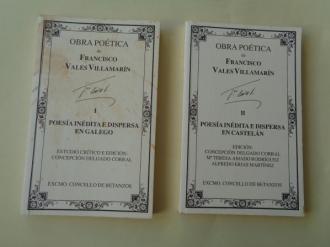 OBRA POÉTICA
de
FRANCISCO
VALES VILLAMARÍN
I
POESÍA INÉDITA E DISPERSA
EN GALEGO
ESTUDIO CRÍTICO E EDICIÓN:
CONCEPCIÓN DELGADO CORRAL
EXCMO. CONCELLO DE BETANZOS
OBRA POÉTICA
de
FRANCISCO
VALES VILLAMARÍN
II
POESÍA INÉDITA E DISPERSA
EN CASTELÁN
EDICIÓN:
CONCEPCIÓN DELGADO CORRAL
Mª TERESA AMADO RODRÍGUEZ
ALFREDO ERIAS MARTÍNEZ
EXCMO. CONCELLO DE BETANZOS